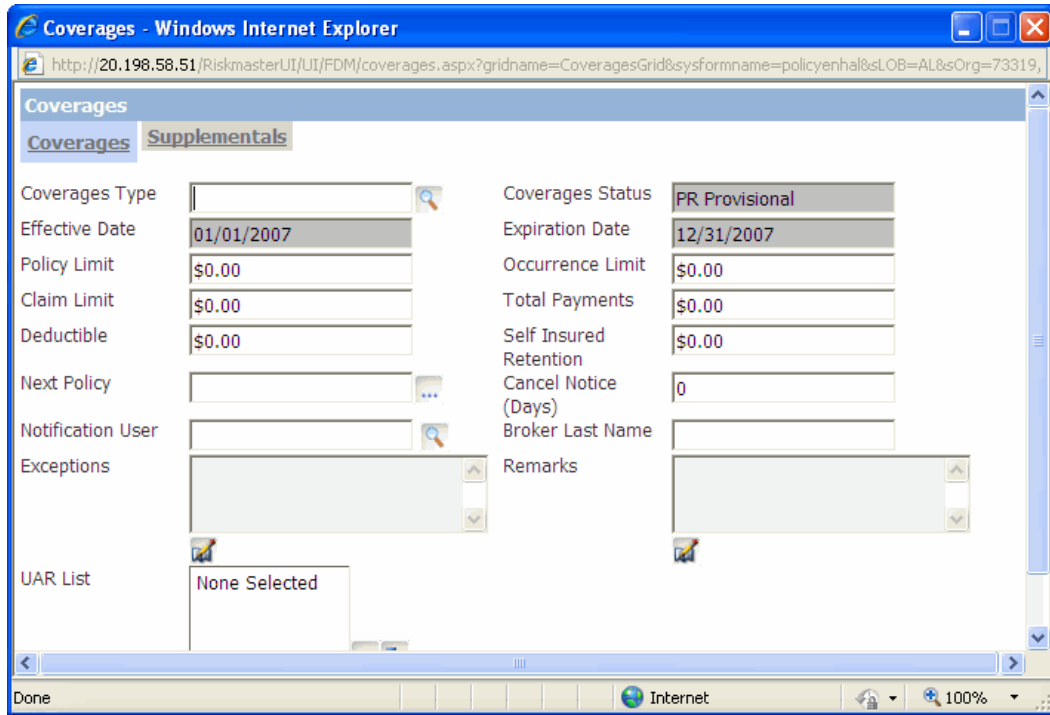 Coverages - Windows Internet Explorer
http://20.198.58.51/RiskmasterUI/UI/FDM/coverages.aspx?gridname=CoveragesGrid&sysformname=policyenhal&sLOB=AL&sOrg=73319,
Coverages
Coverages Supplementals
Coverages Type Coverages Status PR Provisional
Effective Date 01/01/2007 Expiration Date 12/31/2007
Policy Limit $0.00 Occurrence Limit $0.00
Claim Limit $0.00 Total Payments $0.00
Deductible $0.00 Self Insured Retention $0.00
Next Policy ... Cancel Notice (Days) 0
Notification User Broker Last Name
Exceptions Remarks
UAR List None Selected
Done Internet 100%